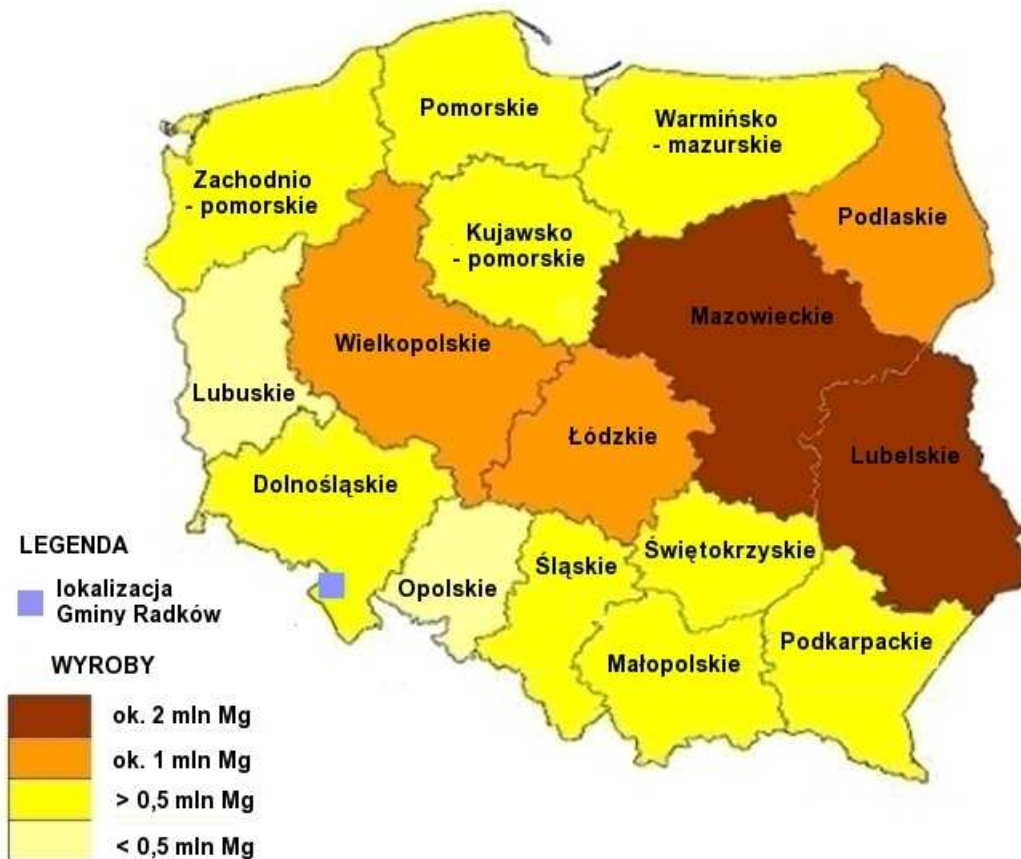 Pomorskie
Warmińsko
- mazurskie
Zachodnio
- pomorskie
Podlaskie
Kujawsko
- pomorskie
Mazowieckie
Wielkopolskie
Lubuskie
Łódzkie
Lubelskie
Dolnośląskie
Świętokrzyskie
Śląskie
Opolskie
Podkarpackie
Małopolskie
LEGENDA
lokalizacja
Gminy Radków
WYROBY
ok. 2 mln Mg
ok. 1 mln Mg
> 0,5 mln Mg
< 0,5 mln Mg